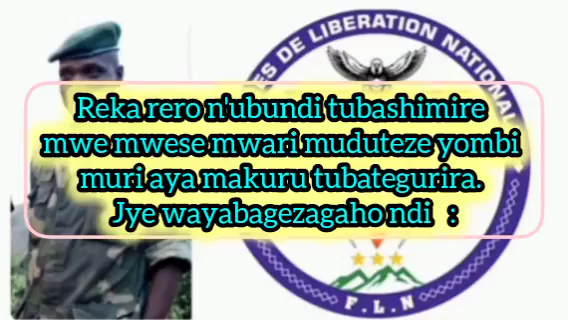 ES DE LIBERATION NATIONAL
Reka rero n'ubundi tubashimire
mwe mwese mwari muduteze yombi
muri aya makuru tubategurira.
Jye wayabagezagaho ndi :
F.L.N